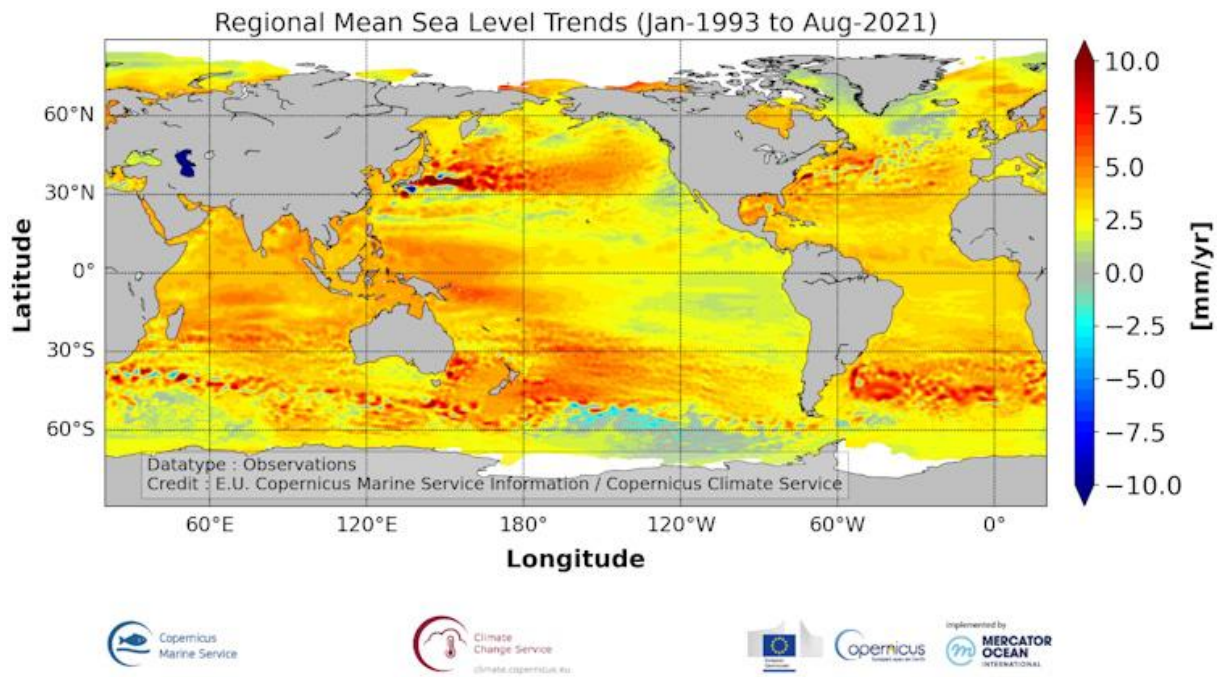 Regional Mean Sea Level Trends (Jan-1993 to Aug-2021)
10.0
7.5
5.0
2.5
0.0
−2.5
−5.0
−7.5
−10.0
[mm/yr]
Latitude
60°N
30°N
0°
30°S
60°S
Datatype : Observations
Credit : E.U. Copernicus Marine Service Information / Copernicus Climate Service
60°E 120°E 180° 120°W 60°W 0°
Longitude
Copernicus
Marine Service
Climate
Change Service
climate.copernicus.eu
opernicus
implemented by
MERCATOR
OCEAN
INTERNATIONAL